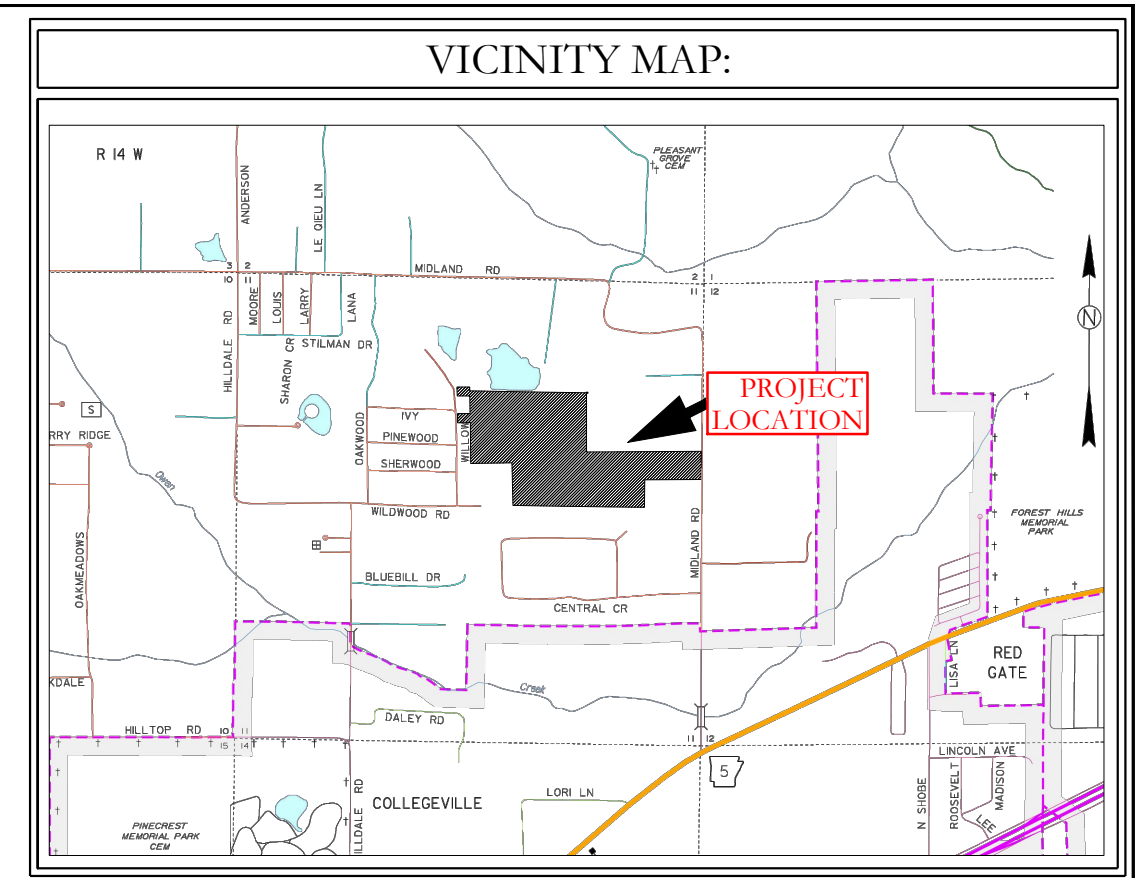 VICINITY MAP:
R 14 W
ANDERSON
LE QIEU LN
PLEASANT
GROVE
CEM
3 2
10 11
MIDLAND RD
2 1
11 12
HILLDALE RD
MOORE
LOUIS
LARRY
LANA
STILMAN DR
SHARON CR
N
PROJECT
LOCATION
S
RRY RIDGE
OAKWOOD
IVY
PINEWOOD
SHERWOOD
WILLOW
WILDWOOD RD
Owen
OAKMEADOWS
MIDLAND RD
FOREST HILLS
MEMORIAL
PARK
BLUEBILL DR
CENTRAL CR
LISA LN
RED
GATE
KDALE
Creek
DALEY RD
HILLTOP RD
10 11
15 14
11 12
5
LINCOLN AVE
LORI LN
COLLEGEVILLE
ILLDALE RD
N SHOBE
ROOSEVELT
MADISON
LEE
PINECREST
MEMORIAL PARK
CEM